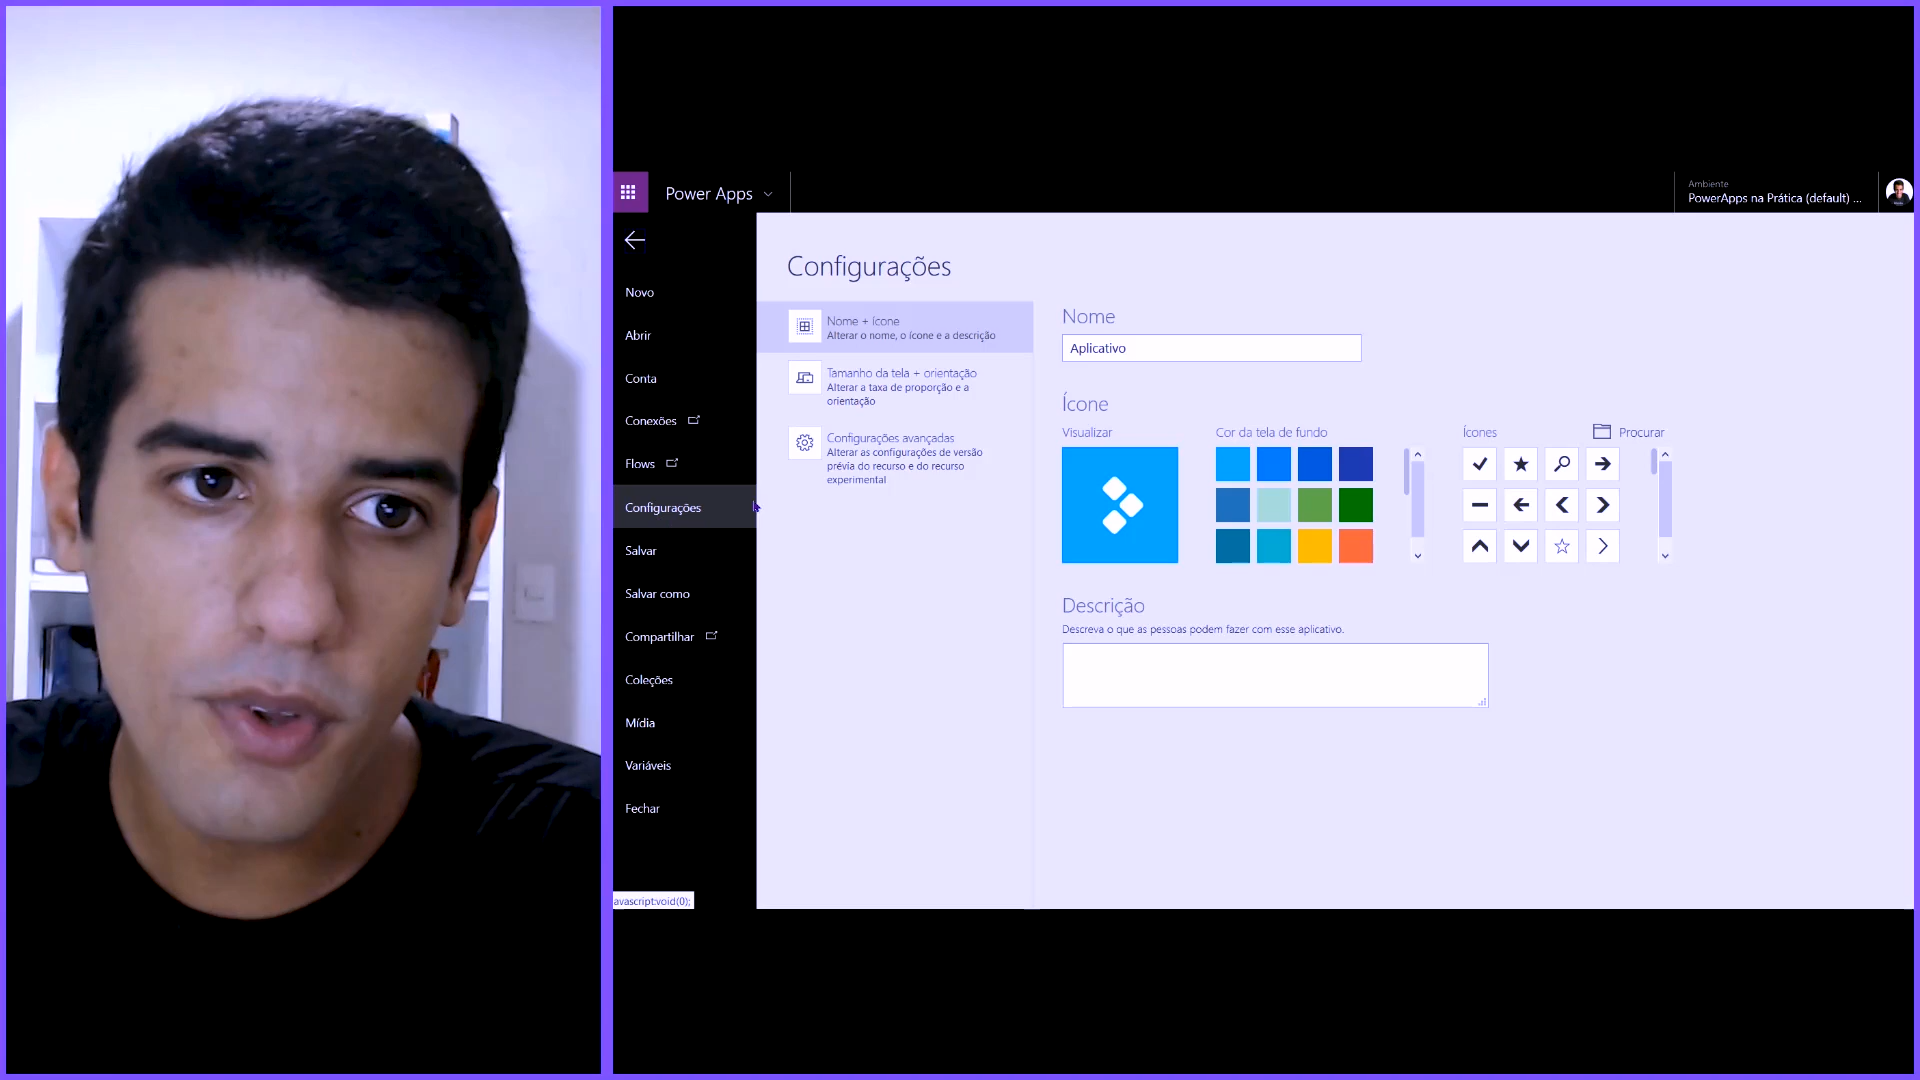 Power Apps
Ambiente
PowerApps na Prática (default) ...
Novo
Abrir
Conta
Conexões
Flows
Configurações
Salvar
Salvar como
Compartilhar
Coleções
Mídia
Variáveis
Fechar
avascript:void(0);
Configurações
Nome + ícone
Alterar o nome, o ícone e a descrição
Tamanho da tela + orientação
Alterar a taxa de proporção e a
orientação
Configurações avançadas
Alterar as configurações de versão
prévia do recurso e do recurso
experimental
Nome
Aplicativo
Ícone
Visualizar
Cor da tela de fundo
Ícones
Procurar
Descrição
Descreva o que as pessoas podem fazer com esse aplicativo.